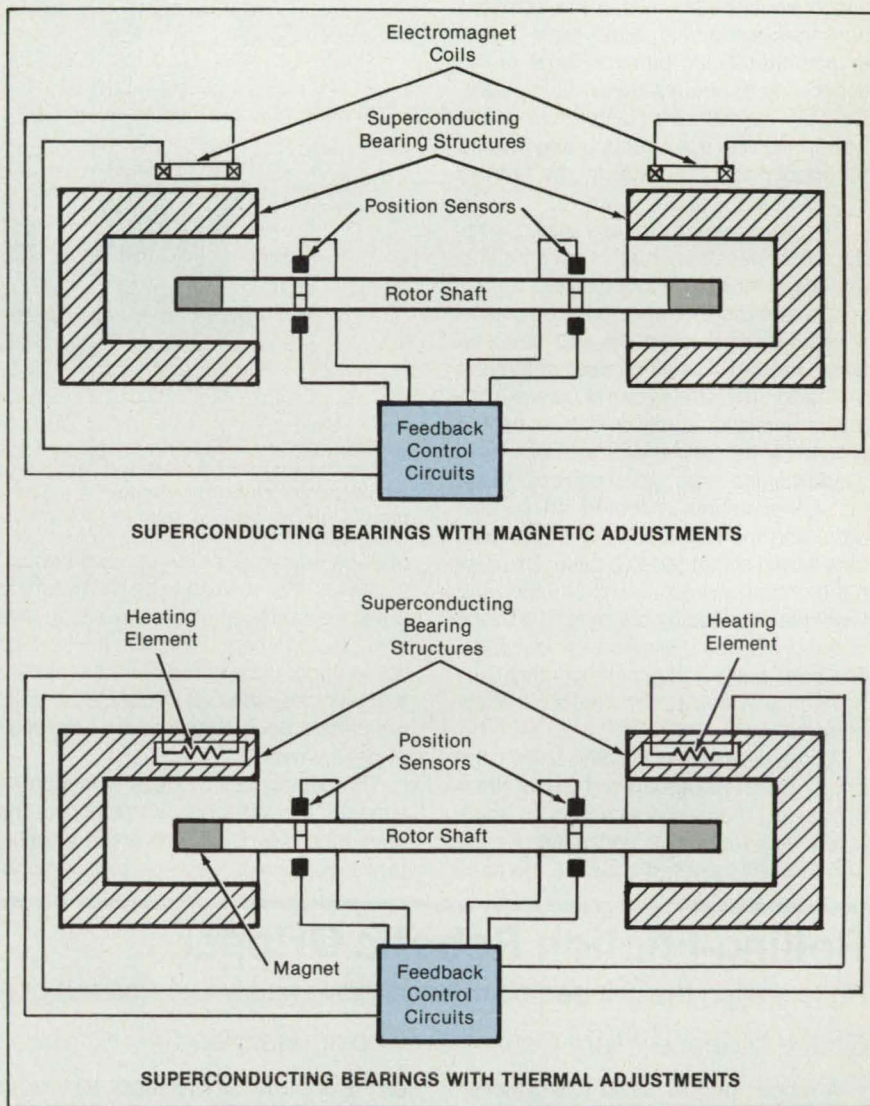 Electromagnet
Coils
Superconducting
Bearing Structures
Position Sensors
Rotor Shaft
Feedback
Control
Circuits
SUPERCONDUCTING BEARINGS WITH MAGNETIC ADJUSTMENTS
Heating
Element
Superconducting
Bearing
Structures
Heating
Element
Position
Sensors
Rotor Shaft
Magnet
Feedback
Control
Circuits
SUPERCONDUCTING BEARINGS WITH THERMAL ADJUSTMENTS